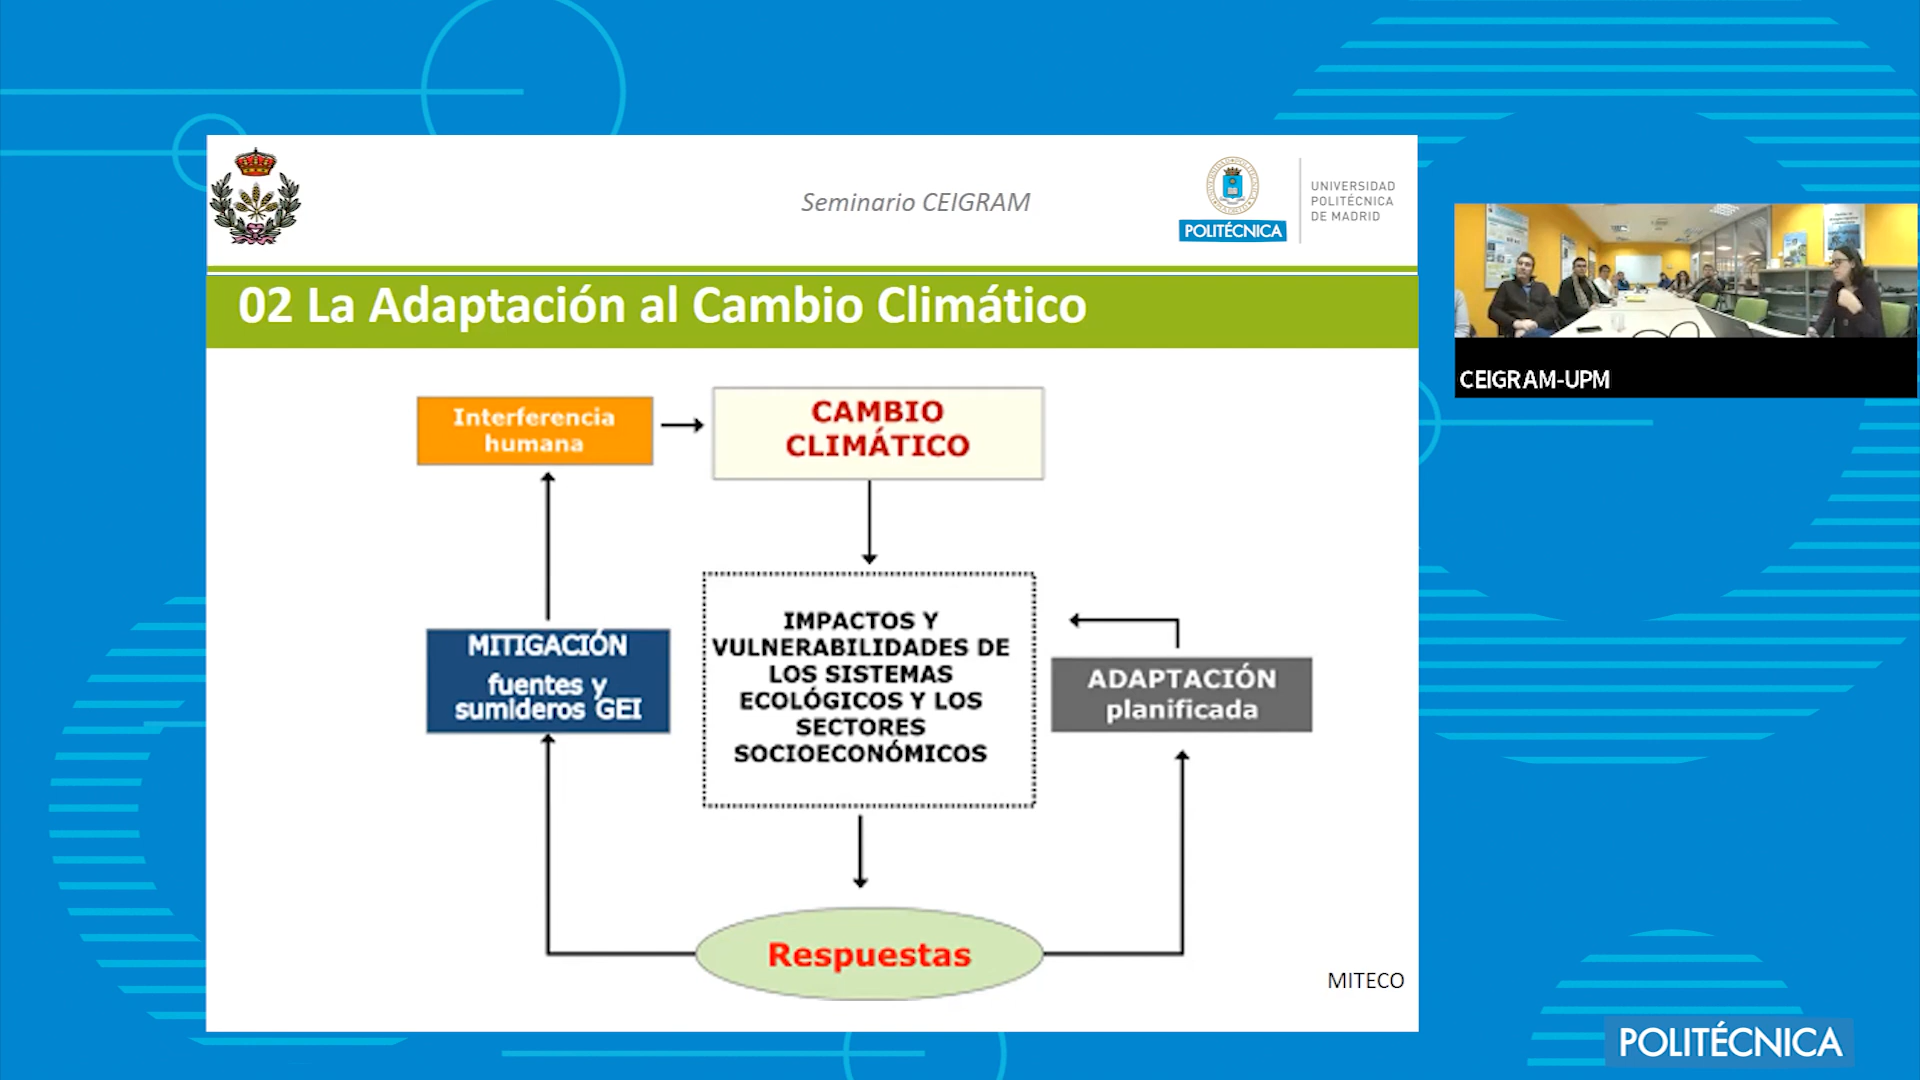 Seminario CEIGRAM
POLITÉCNICA
UNIVERSIDAD
POLITÉCNICA
DE MADRID
02 La Adaptación al Cambio Climático
Interferencia
humana
CAMBIO
CLIMÁTICO
IMPACTOS Y
VULNERABILIDADES DE
LOS SISTEMAS
ECOLÓGICOS Y LOS
SECTORES
SOCIOECONÓMICOS
MITIGACIÓN
fuentes y
sumideros GEI
ADAPTACIÓN
planificada
Respuestas
MITECO
CEIGRAM-UPM
POLITÉCNICA